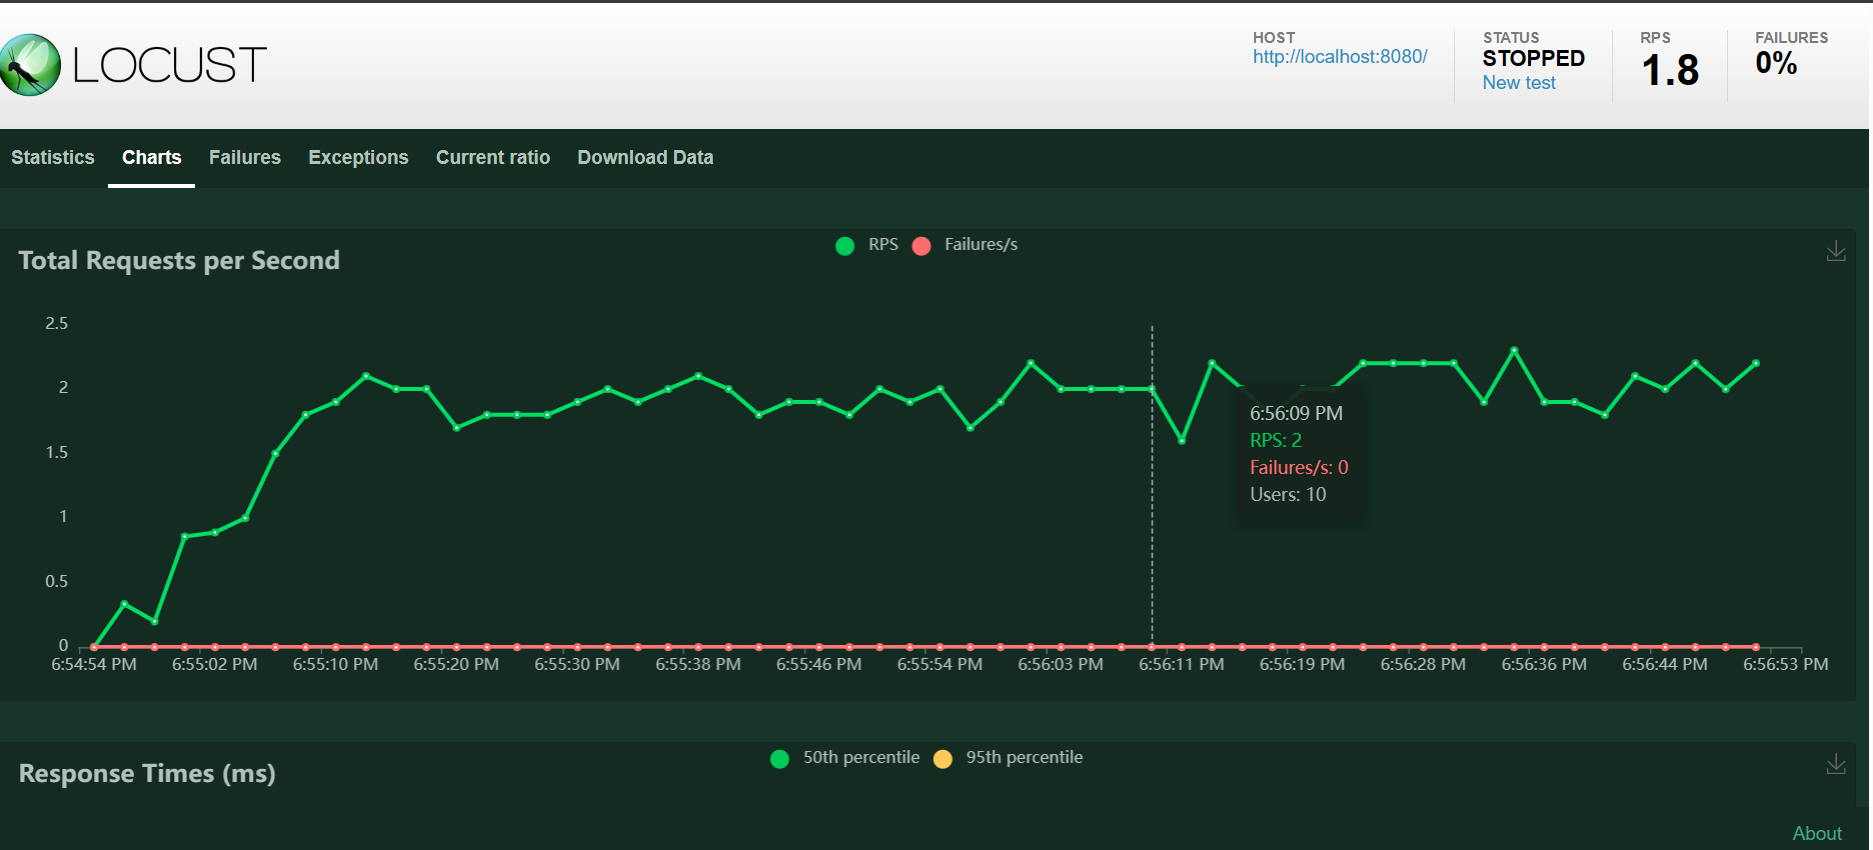 LOCUST
HOST
http://localhost:8080/
STATUS
STOPPED
New test
RPS
1.8
FAILURES
0%
Statistics Charts Failures Exceptions Current ratio Download Data
Total Requests per Second
RPS Failures/s
2.5
2
1.5
1
0.5
0
6:56:09 PM
RPS: 2
Failures/s: 0
Users: 10
6:54:54 PM 6:55:02 PM 6:55:10 PM 6:55:20 PM 6:55:30 PM 6:55:38 PM 6:55:46 PM 6:55:54 PM 6:56:03 PM 6:56:11 PM 6:56:19 PM 6:56:28 PM 6:56:36 PM 6:56:44 PM 6:56:53 PM
Response Times (ms)
50th percentile 95th percentile
About